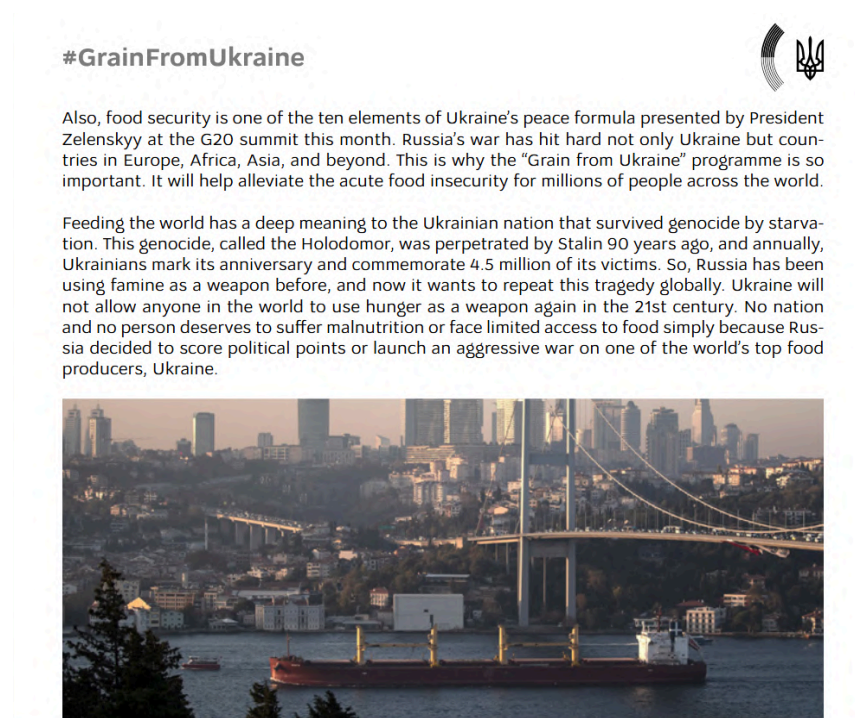 #GrainFromUkraine
Also, food security is one of the ten elements of Ukraine’s peace formula presented by President
Zelenskyy at the G20 summit this month. Russia’s war has hit hard not only Ukraine but coun-
tries in Europe, Africa, Asia, and beyond. This is why the “Grain from Ukraine” programme is so
important. It will help alleviate the acute food insecurity for millions of people across the world.
Feeding the world has a deep meaning to the Ukrainian nation that survived genocide by starva-
tion. This genocide, called the Holodomor, was perpetrated by Stalin 90 years ago, and annually,
Ukrainians mark its anniversary and commemorate 4.5 million of its victims. So, Russia has been
using famine as a weapon before, and now it wants to repeat this tragedy globally. Ukraine will
not allow anyone in the world to use hunger as a weapon again in the 21st century. No nation
and no person deserves to suffer malnutrition or face limited access to food simply because Rus-
sia decided to score political points or launch an aggressive war on one of the world’s top food
producers, Ukraine.